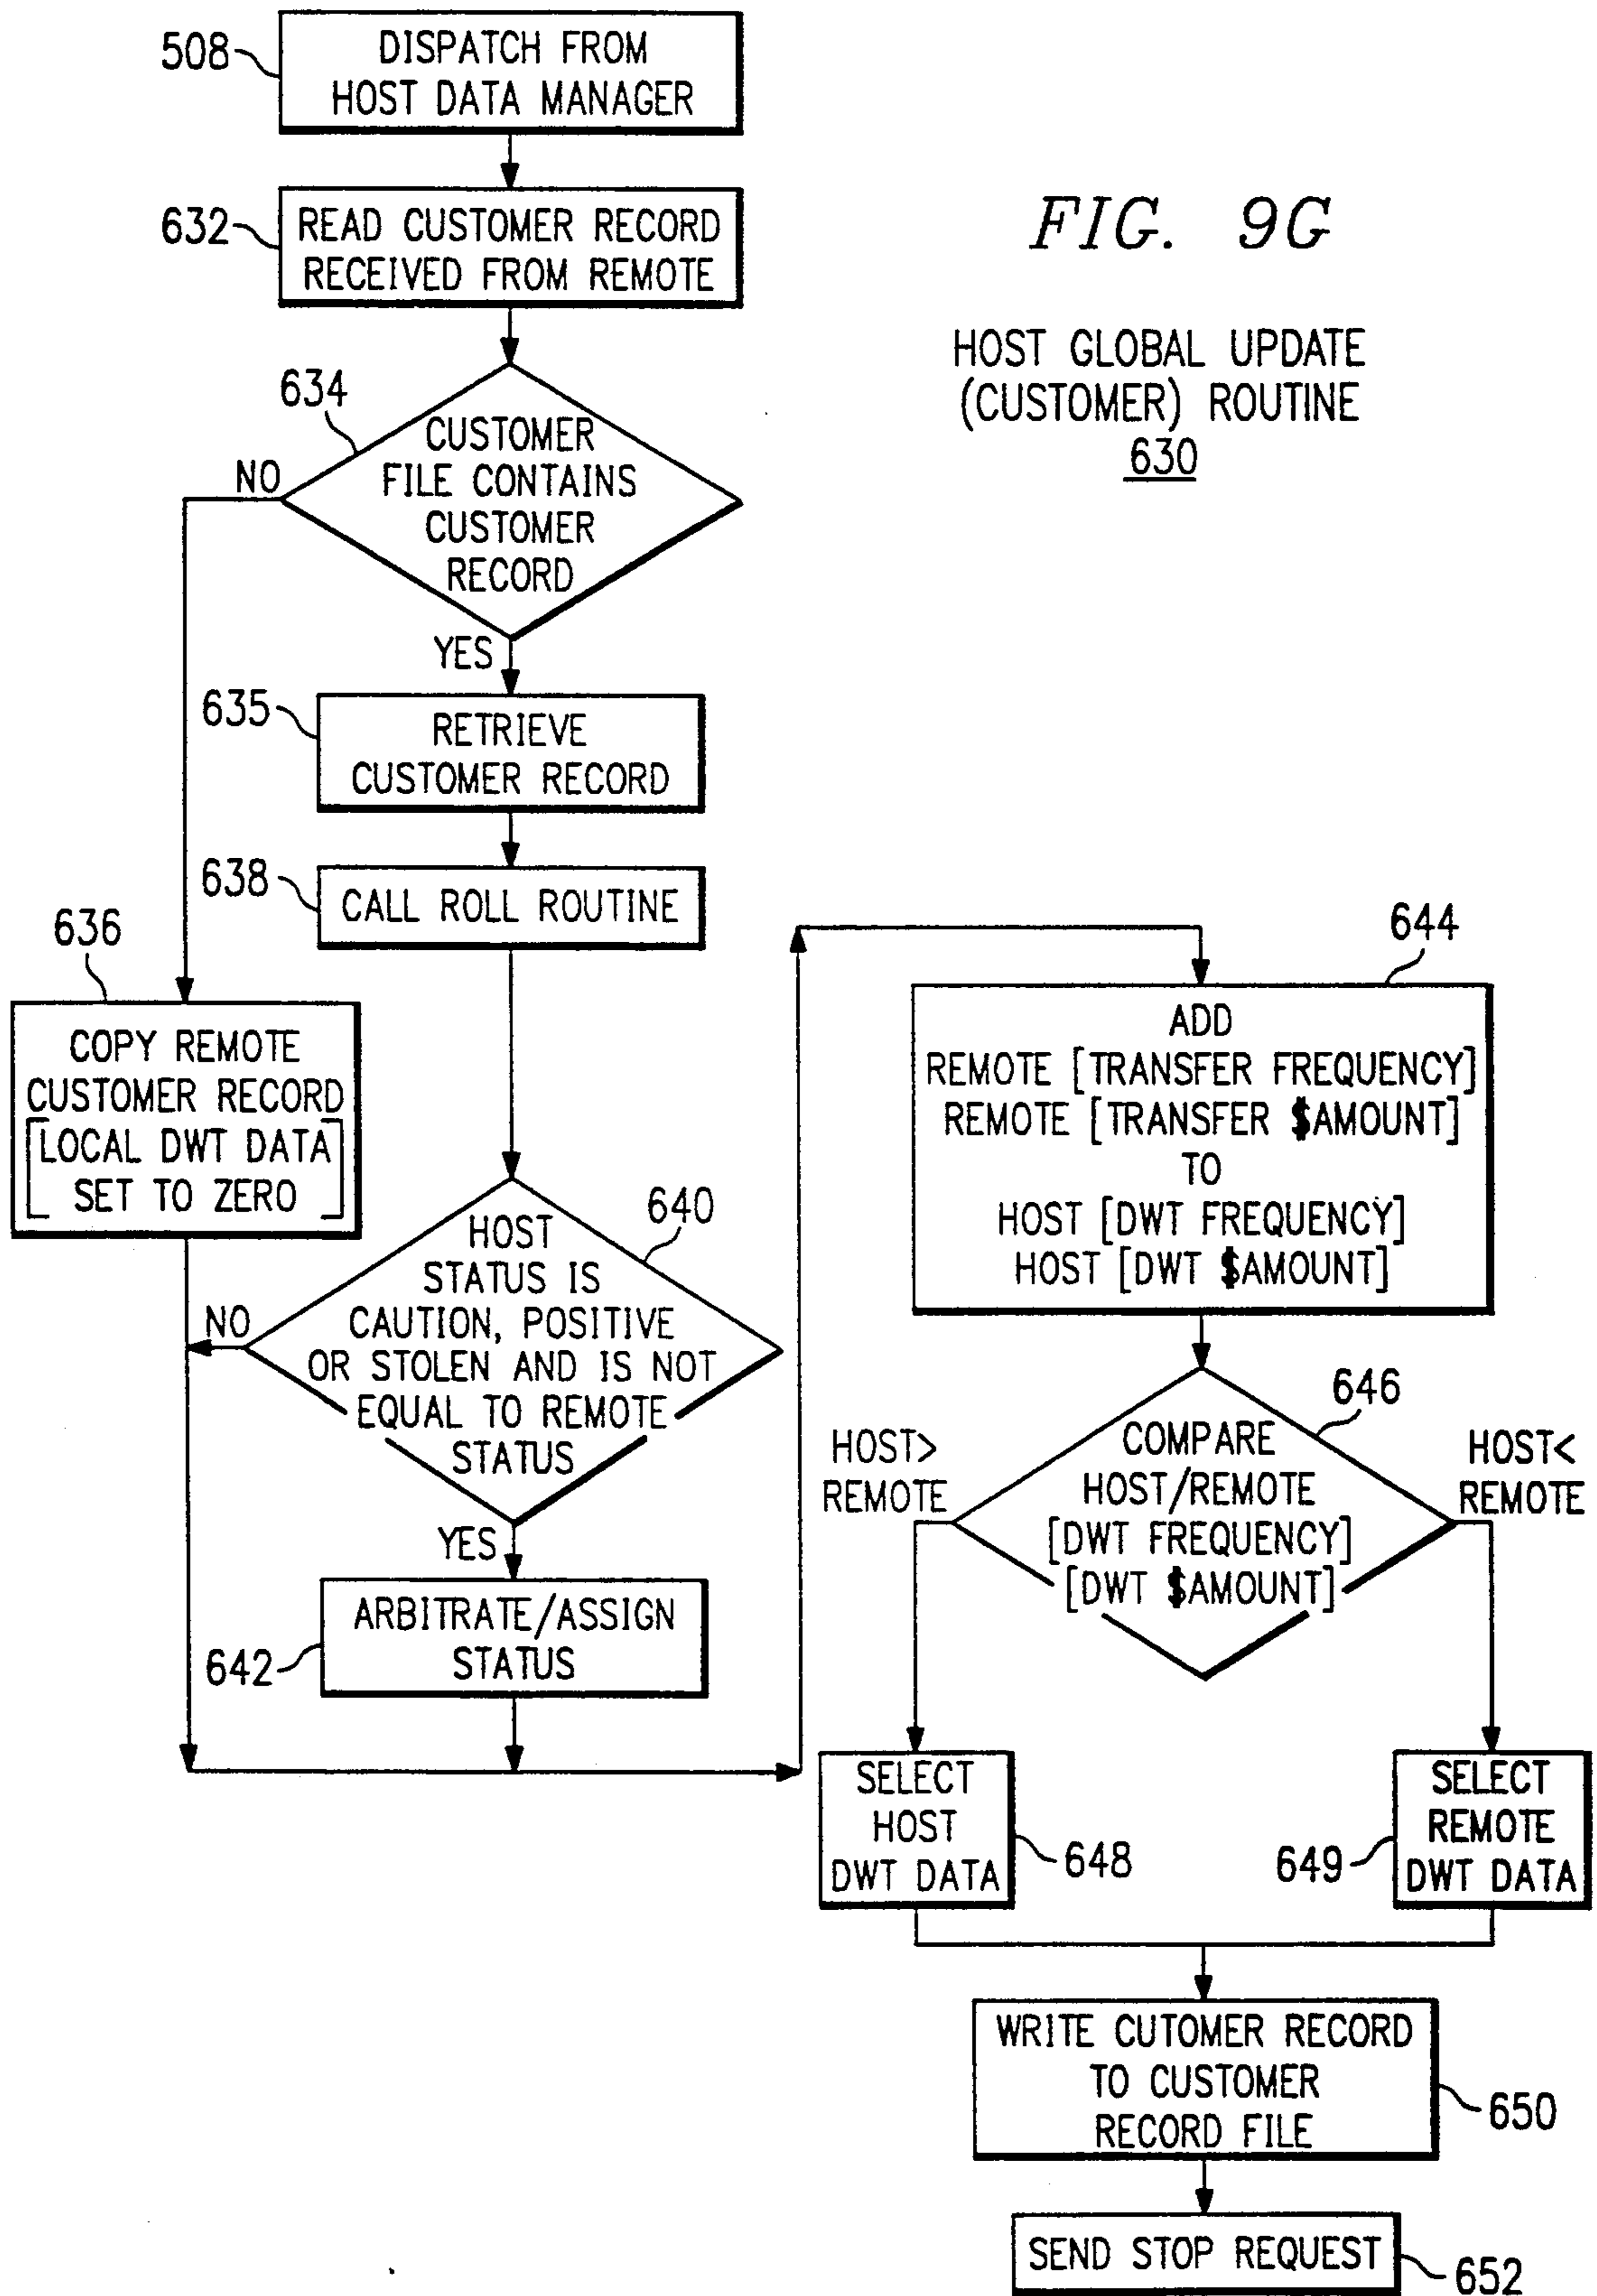 508
DISPATCH FROM
HOST DATA MANAGER
632
READ CUSTOMER RECORD
RECEIVED FROM REMOTE
FIG. 9G
HOST GLOBAL UPDATE
(CUSTOMER) ROUTINE
630
634
CUSTOMER
FILE CONTAINS
CUSTOMER
RECORD
NO
YES
635
RETRIEVE
CUSTOMER RECORD
638
CALL ROLL ROUTINE
636
COPY REMOTE
CUSTOMER RECORD
[LOCAL DWT DATA
SET TO ZERO]
640
HOST
STATUS IS
CAUTION, POSITIVE
OR STOLEN AND IS NOT
EQUAL TO REMOTE
STATUS
NO
YES
642
ARBITRATE/ASSIGN
STATUS
644
ADD
REMOTE [TRANSFER FREQUENCY]
REMOTE [TRANSFER $AMOUNT]
TO
HOST [DWT FREQUENCY]
HOST [DWT $AMOUNT]
646
COMPARE
HOST/REMOTE
[DWT FREQUENCY]
[DWT $AMOUNT]
HOST>
REMOTE
HOST<
REMOTE
SELECT
HOST
DWT DATA
648
649
SELECT
REMOTE
DWT DATA
WRITE CUTOMER RECORD
TO CUSTOMER
RECORD FILE
650
SEND STOP REQUEST
652